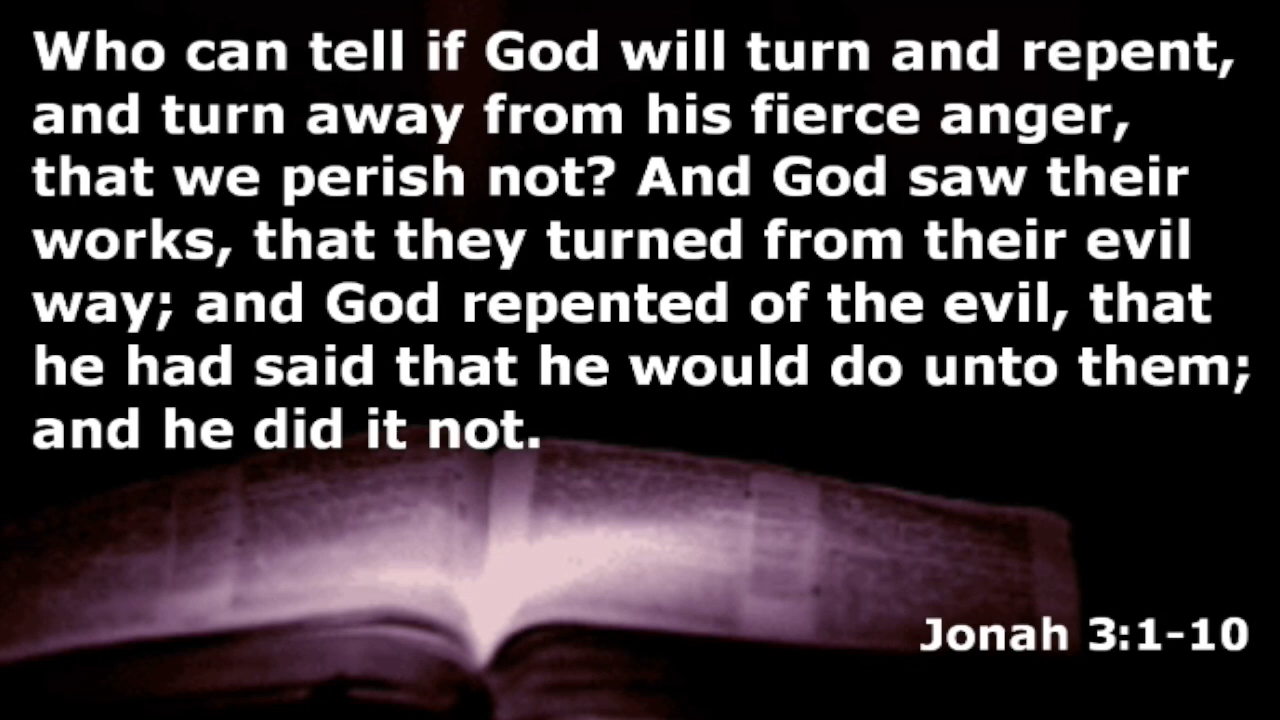 Who can tell if God will turn and repent,
and turn away from his fierce anger,
that we perish not? And God saw their
works, that they turned from their evil
way; and God repented of the evil, that
he had said that he would do unto them;
and he did it not.
Jonah 3:1-10